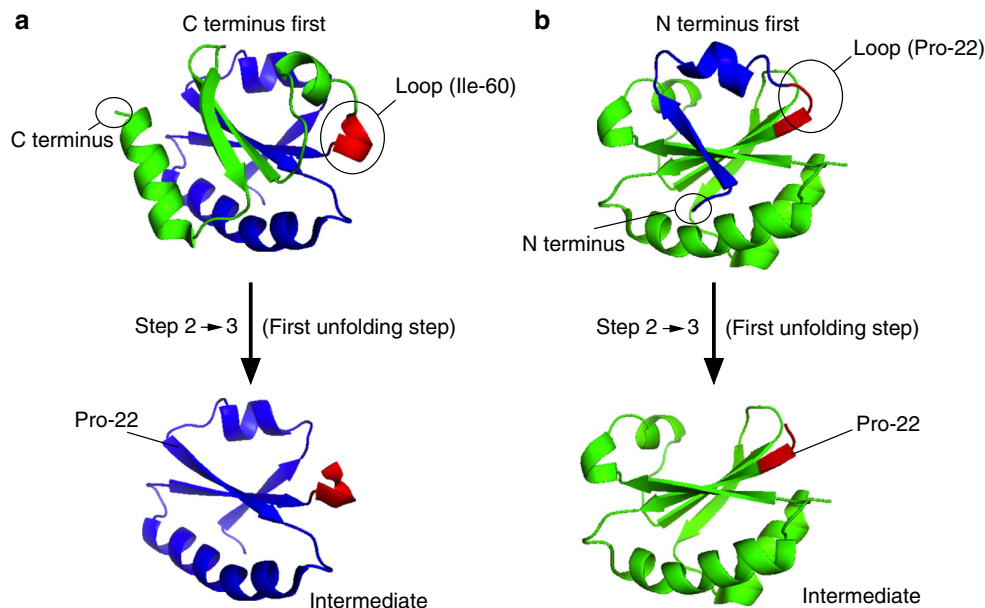 a
C terminus first
Loop (Ile-60)
C terminus
Step 2 → 3 (First unfolding step)
Pro-22
Intermediate
b
N terminus first
Loop (Pro-22)
N terminus
Step 2 → 3 (First unfolding step)
Pro-22
Intermediate